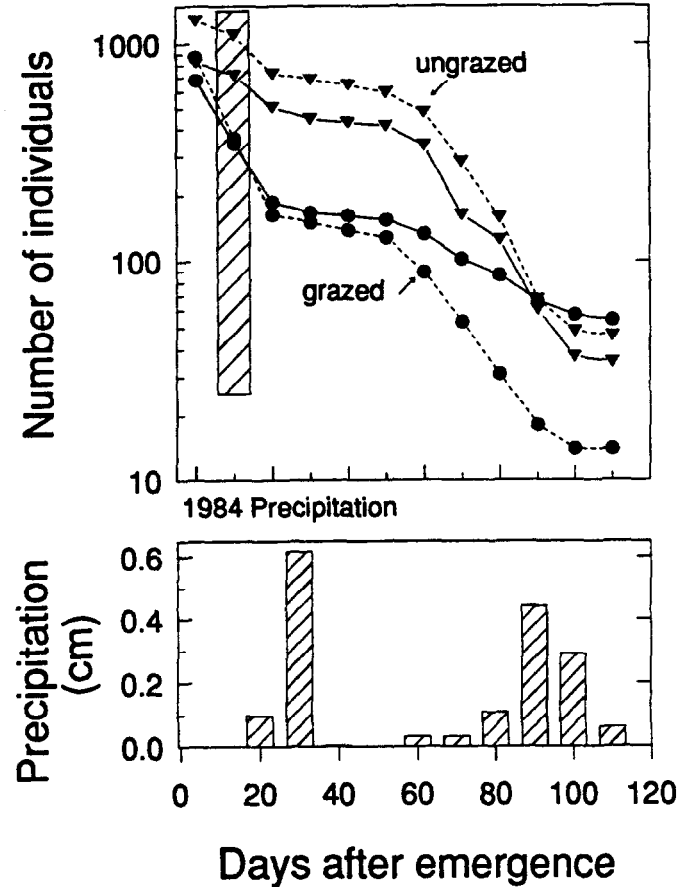 Number of individuals
1000
100
10
ungrazed
grazed
1984 Precipitation
Precipitation
(cm)
0.6
0.4
0.2
0.0
0 20 40 60 80 100 120
Days after emergence